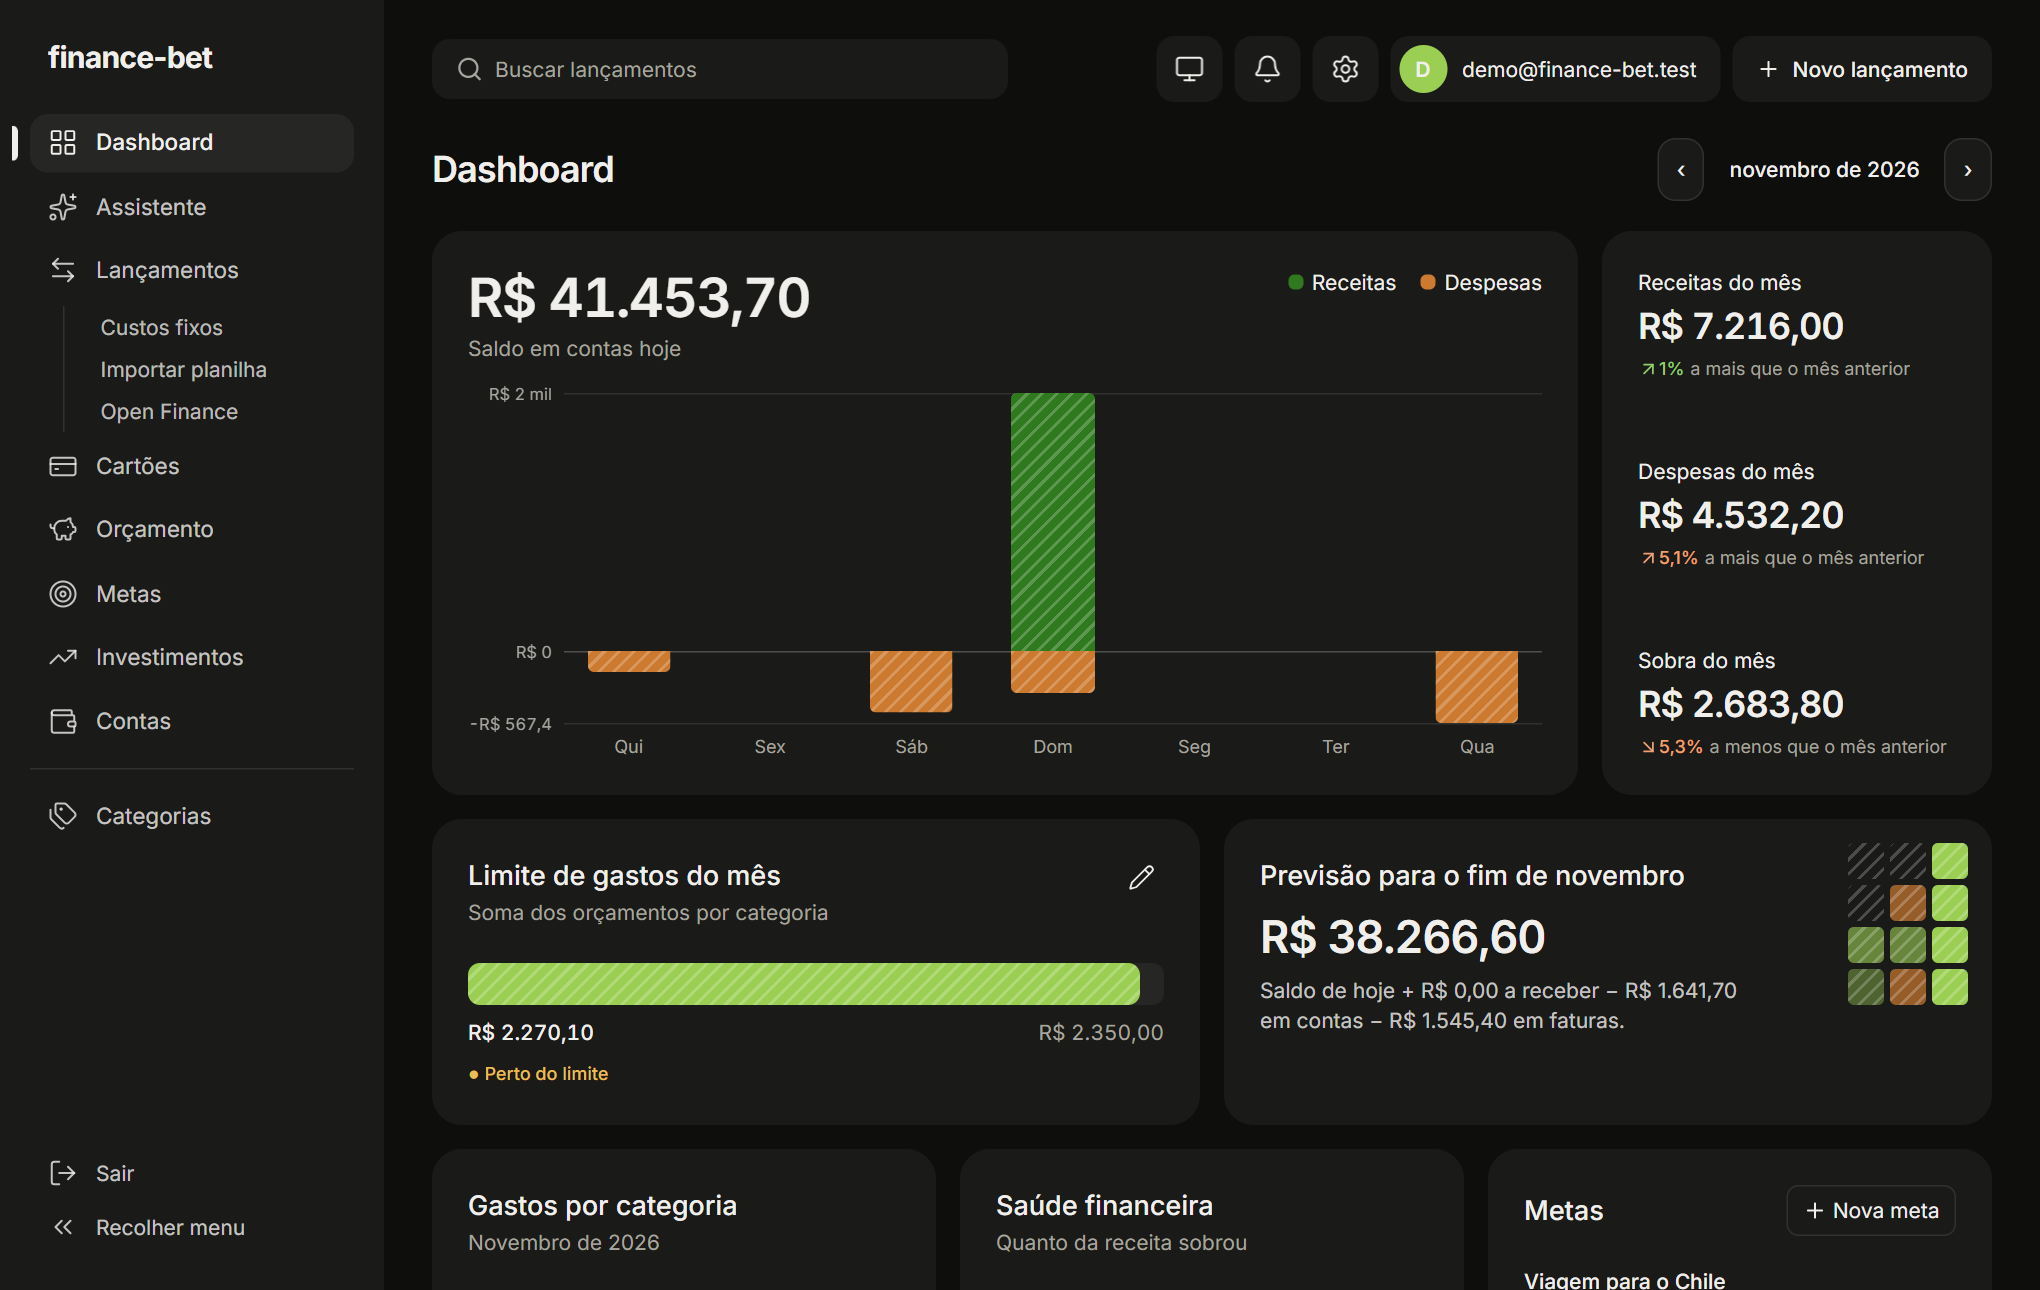 finance-bet
Dashboard
Assistente
Lançamentos
Custos fixos
Importar planilha
Open Finance
Cartões
Orçamento
Metas
Investimentos
Contas
Categorias
Sair
Recolher menu
Buscar lançamentos
D
demo@finance-bet.test
+ Novo lançamento
Dashboard
‹ novembro de 2026 ›
R$ 41.453,70
Saldo em contas hoje
Receitas Despesas
R$ 2 mil
R$ 0
-R$ 567,4
Qui Sex Sáb Dom Seg Ter Qua
Receitas do mês
R$ 7.216,00
1% a mais que o mês anterior
Despesas do mês
R$ 4.532,20
5,1% a mais que o mês anterior
Sobra do mês
R$ 2.683,80
5,3% a menos que o mês anterior
Limite de gastos do mês
Soma dos orçamentos por categoria
R$ 2.270,10 R$ 2.350,00
Perto do limite
Previsão para o fim de novembro
R$ 38.266,60
Saldo de hoje + R$ 0,00 a receber − R$ 1.641,70
em contas − R$ 1.545,40 em faturas.
Gastos por categoria
Novembro de 2026
Saúde financeira
Quanto da receita sobrou
Metas
+ Nova meta
Viagem para o Chile